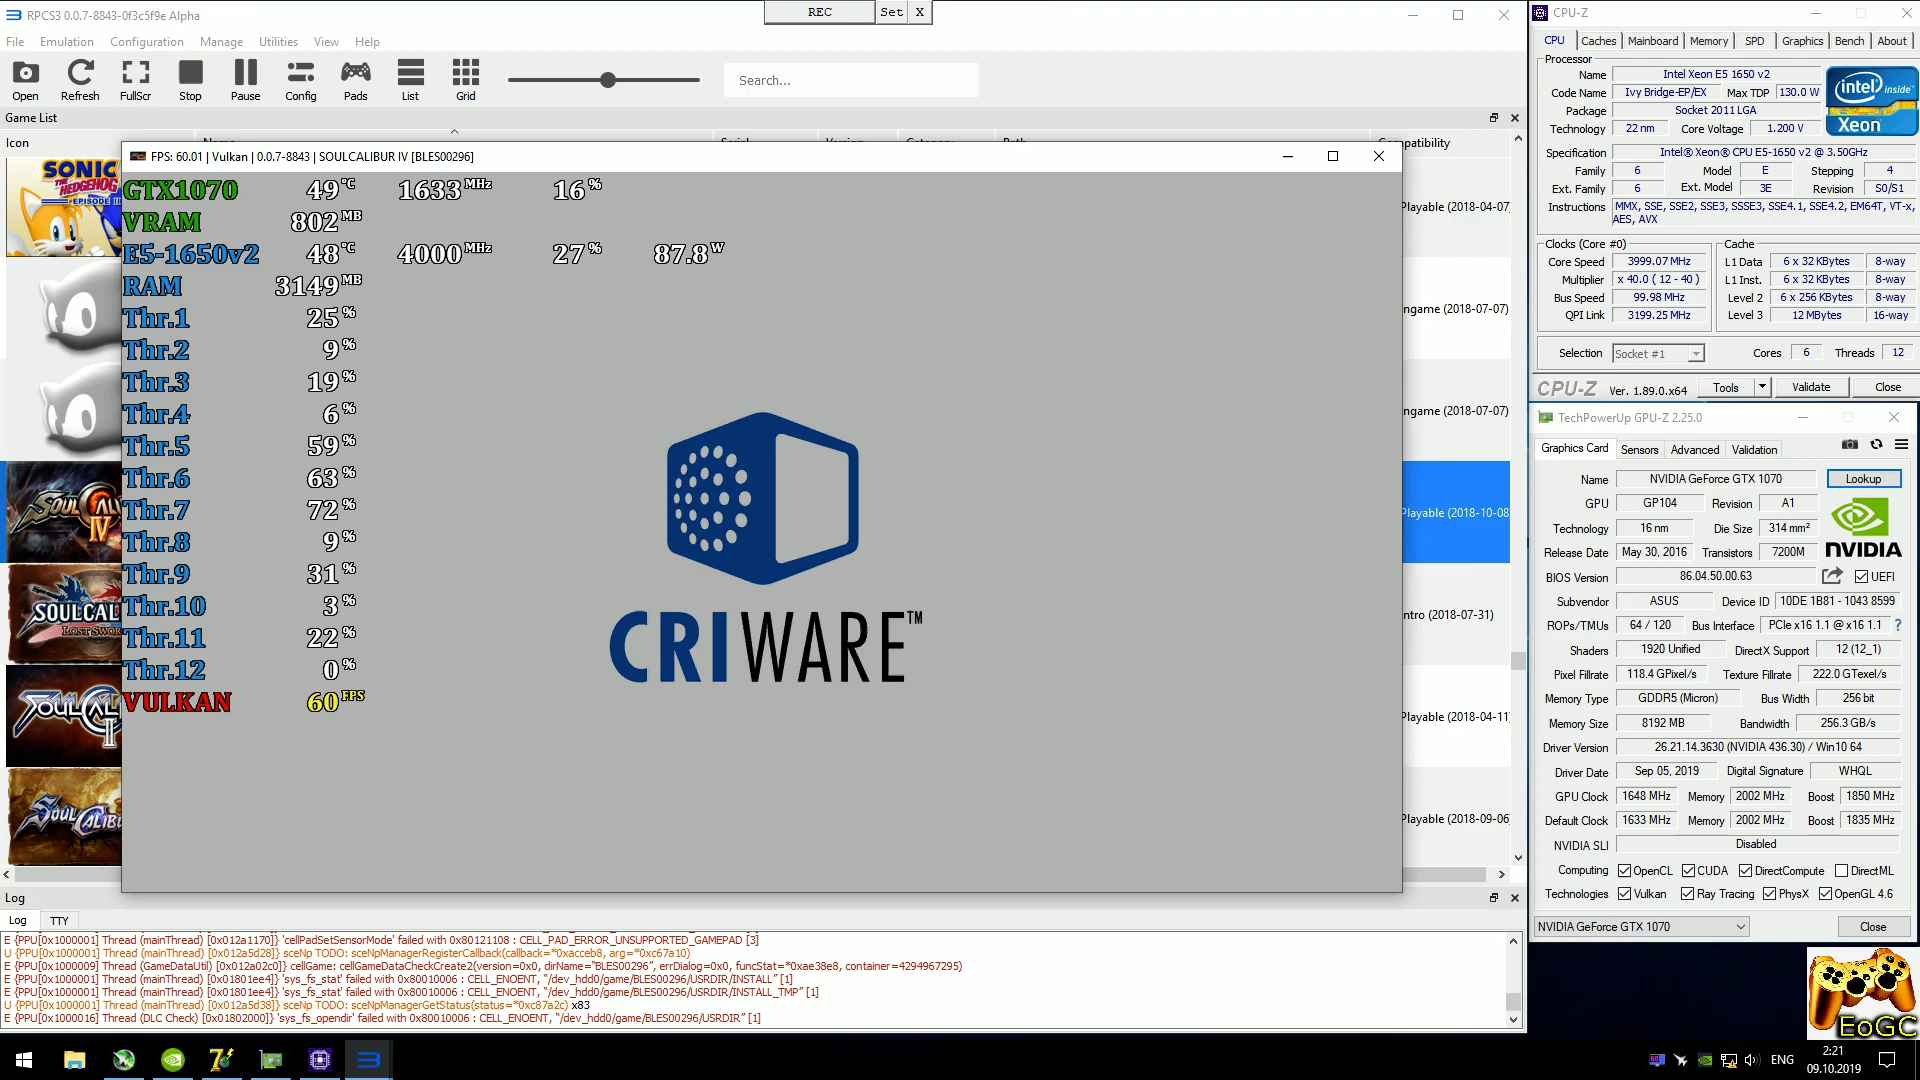 RPCS3 0.0.7-8843-0f3c5f9e Alpha
REC Set X
File Emulation Configuration Manage Utilities View Help
Open Refresh FullScr Stop Pause Config Pads List Grid Search...
Game List
Icon
FPS: 60.01 | Vulkan | 0.0.7-8843 | SOULCALIBUR IV [BLES00296]
GTX1070 49°C 1633MHz 16%
VRAM 802MB
E5-1650v2 48°C 4000MHz 27% 87.8W
RAM 3149MB
Thr.1 25%
Thr.2 9%
Thr.3 19%
Thr.4 6%
Thr.5 59%
Thr.6 63%
Thr.7 72%
Thr.8 9%
Thr.9 31%
Thr.10 3%
Thr.11 22%
Thr.12 0%
VULKAN 60FPS
CRIWARE™
SONIC
THE HEDGEHOG
EPISODE II
IV
LOST SWORDS
II
mpatibility
Playable (2018-04-07)
ngame (2018-07-07)
ngame (2018-07-07)
Playable (2018-10-08)
ntro (2018-07-31)
Playable (2018-04-11)
Playable (2018-09-06)
Log
Log TTY
E {PPU[0x1000001] Thread (mainThread) [0x012a1170]} 'cellPadSetSensorMode' failed with 0x80121108 : CELL_PAD_ERROR_UNSUPPORTED_GAMEPAD [3]
U {PPU[0x1000001] Thread (mainThread) [0x012a5d28]} sceNp TODO: sceNpManagerRegisterCallback(callback=*0xacceb8, arg=*0xc67a10)
E {PPU[0x1000009] Thread (GameDataUtil) [0x012a02c0]} cellGame: cellGameDataCheckCreate2(version=0x0, dirName="BLES00296", errDialog=0x0, funcStat=*0xae38e8, container=4294967295)
E {PPU[0x1000001] Thread (mainThread) [0x01801ee4]} 'sys_fs_stat' failed with 0x80010006 : CELL_ENOENT, "/dev_hdd0/game/BLES00296/USRDIR/INSTALL" [1]
E {PPU[0x1000001] Thread (mainThread) [0x01801ee4]} 'sys_fs_stat' failed with 0x80010006 : CELL_ENOENT, "/dev_hdd0/game/BLES00296/USRDIR/INSTALL_TMP" [1]
U {PPU[0x1000001] Thread (mainThread) [0x012a5d38]} sceNp TODO: sceNpManagerGetStatus(status=*0xc87a2c) x83
E {PPU[0x1000016] Thread (DLC Check) [0x01802000]} 'sys_fs_opendir' failed with 0x80010006 : CELL_ENOENT, "/dev_hdd0/game/BLES00296/USRDIR" [1]
CPU-Z
CPU Caches Mainboard Memory SPD Graphics Bench About
Processor
Name Intel Xeon E5 1650 v2
Code Name Ivy Bridge-EP/EX Max TDP 130.0 W
Package Socket 2011 LGA
Technology 22 nm Core Voltage 1.200 V
intel inside™
Xeon
Specification Intel® Xeon® CPU E5-1650 v2 @ 3.50GHz
Family 6 Model E Stepping 4
Ext. Family 6 Ext. Model 3E Revision S0/S1
Instructions MMX, SSE, SSE2, SSE3, SSSE3, SSE4.1, SSE4.2, EM64T, VT-x,
AES, AVX
Clocks (Core #0) Cache
Core Speed 3999.07 MHz L1 Data 6 x 32 KBytes 8-way
Multiplier x 40.0 ( 12 - 40 ) L1 Inst. 6 x 32 KBytes 8-way
Bus Speed 99.98 MHz Level 2 6 x 256 KBytes 8-way
QPI Link 3199.25 MHz Level 3 12 MBytes 16-way
Selection Socket #1 Cores 6 Threads 12
CPU-Z Ver. 1.89.0.x64 Tools Validate Close
TechPowerUp GPU-Z 2.25.0
Graphics Card Sensors Advanced Validation
Name NVIDIA GeForce GTX 1070 Lookup
GPU GP104 Revision A1
Technology 16 nm Die Size 314 mm²
Release Date May 30, 2016 Transistors 7200M
NVIDIA
BIOS Version 86.04.50.00.63 UEFI
Subvendor ASUS Device ID 10DE 1B81 - 1043 8599
ROPs/TMUs 64 / 120 Bus Interface PCIe x16 1.1 @ x16 1.1 ?
Shaders 1920 Unified DirectX Support 12 (12_1)
Pixel Fillrate 118.4 GPixel/s Texture Fillrate 222.0 GTexel/s
Memory Type GDDR5 (Micron) Bus Width 256 bit
Memory Size 8192 MB Bandwidth 256.3 GB/s
Driver Version 26.21.14.3630 (NVIDIA 436.30) / Win10 64
Driver Date Sep 05, 2019 Digital Signature WHQL
GPU Clock 1648 MHz Memory 2002 MHz Boost 1850 MHz
Default Clock 1633 MHz Memory 2002 MHz Boost 1835 MHz
NVIDIA SLI Disabled
Computing OpenCL CUDA DirectCompute DirectML
Technologies Vulkan Ray Tracing PhysX OpenGL 4.6
NVIDIA GeForce GTX 1070 Close
EoGC
ENG 2:21
09.10.2019